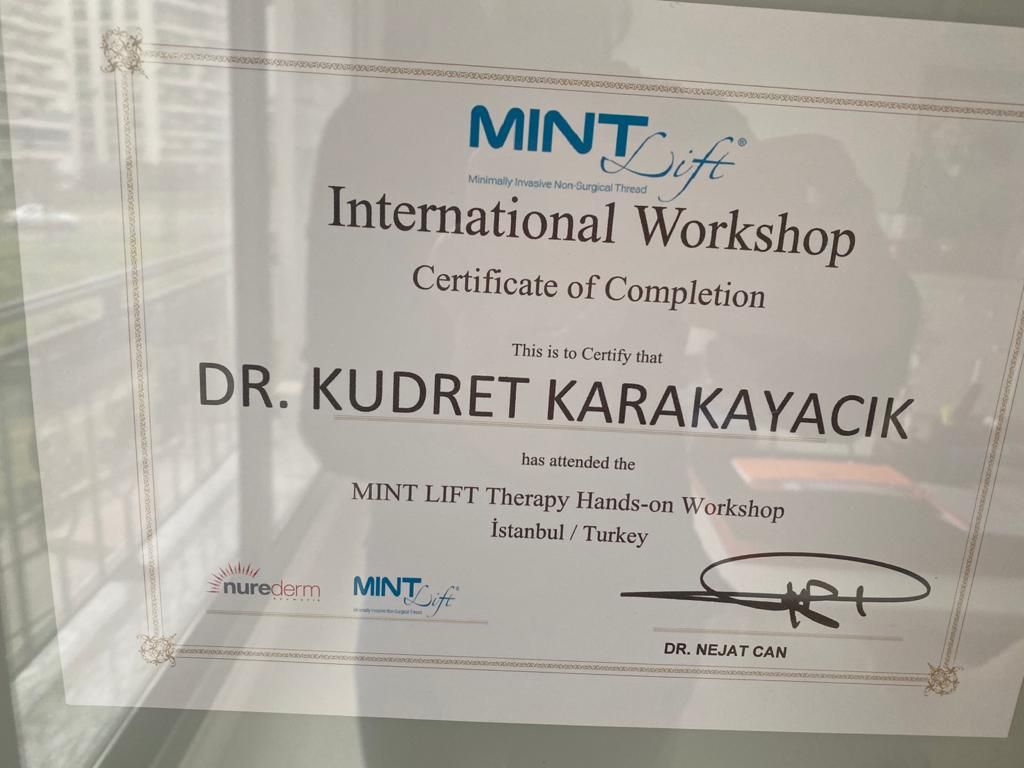 MINT Lift®
Minimally Invasive Non-Surgical Thread
International Workshop
Certificate of Completion
This is to Certify that
DR. KUDRET KARAKAYACIK
has attended the
MINT LIFT Therapy Hands-on Workshop
İstanbul / Turkey
nurederm
MINT Lift®
Minimally Invasive Non-Surgical Thread
DR. NEJAT CAN